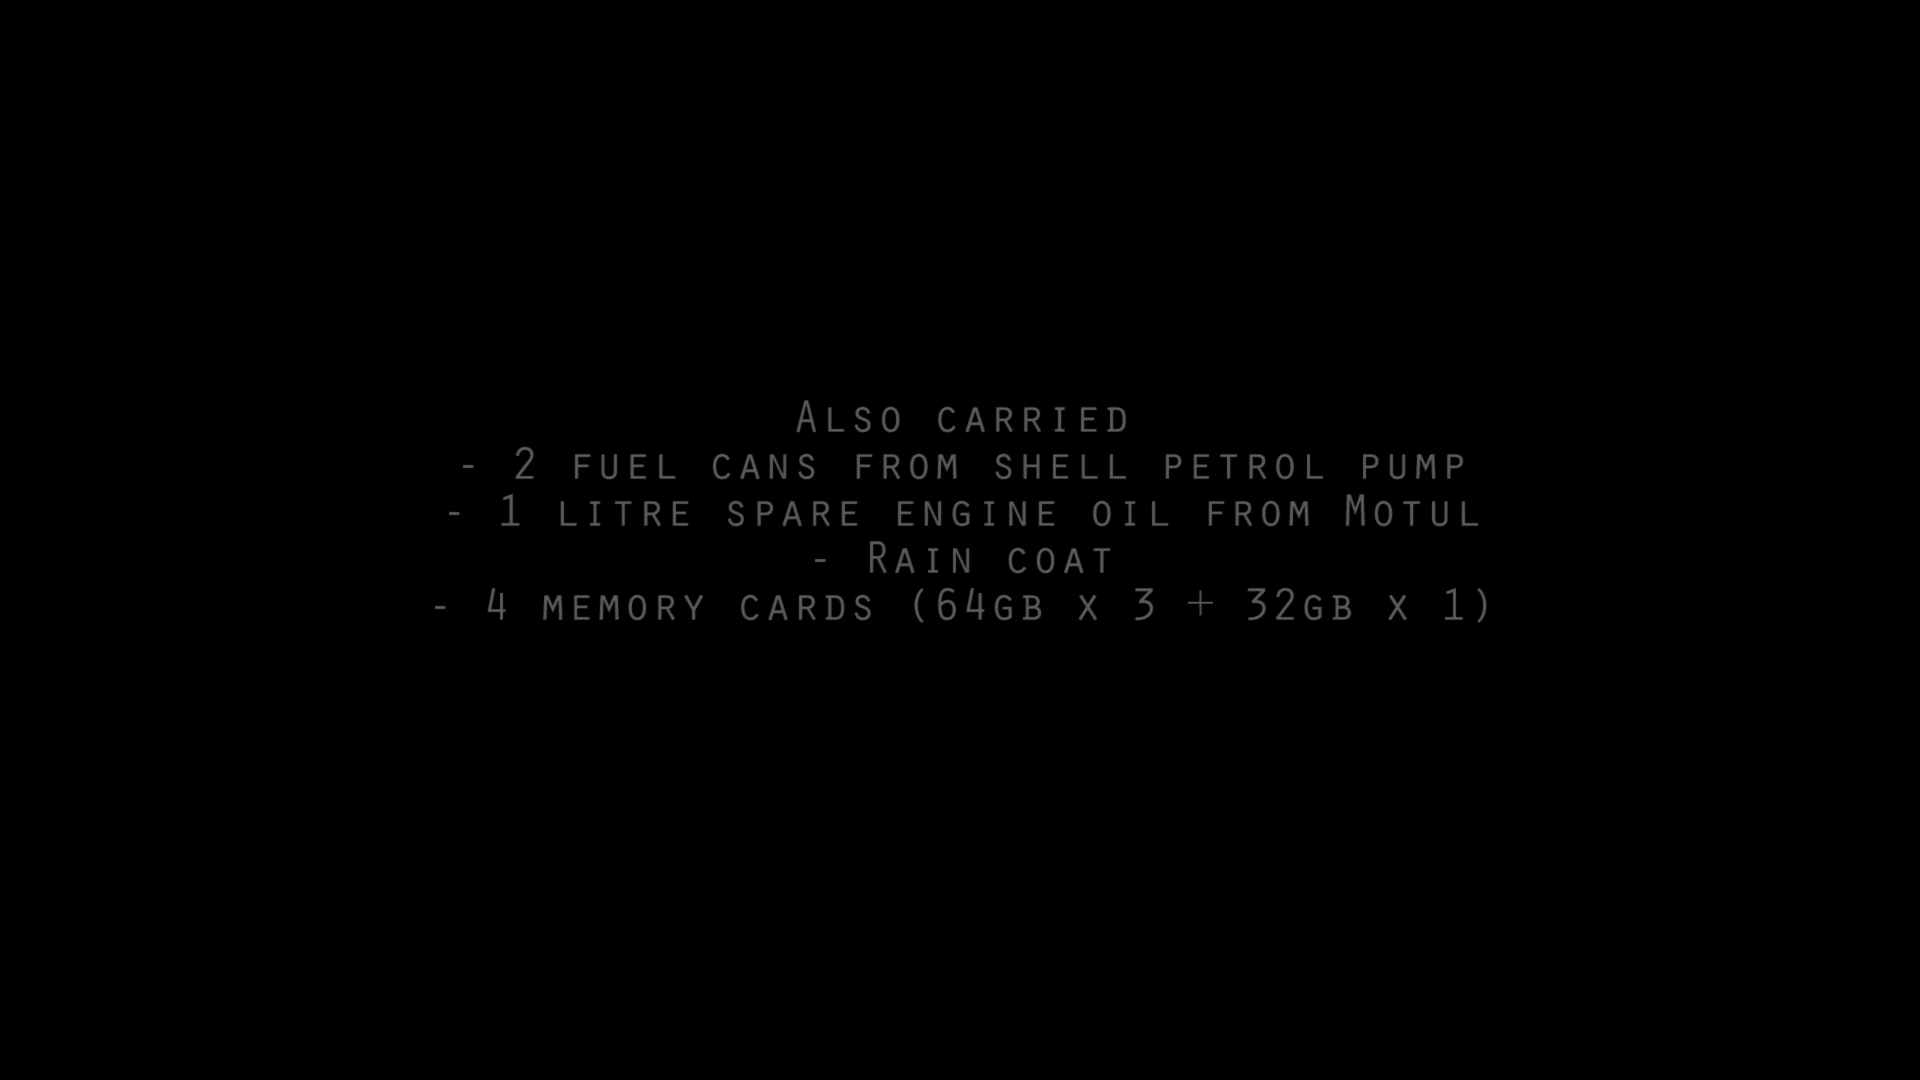 Also carried
- 2 fuel cans from shell petrol pump
- 1 litre spare engine oil from Motul
- Rain coat
- 4 memory cards (64gb x 3 + 32gb x 1)